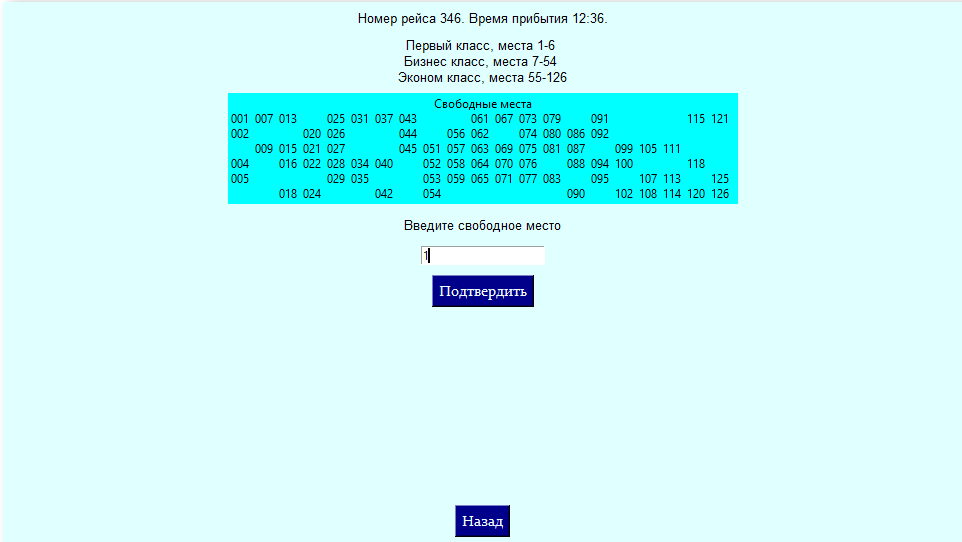 Номер рейса 346. Время прибытия 12:36.
Первый класс, места 1-6
Бизнес класс, места 7-54
Эконом класс, места 55-126
Свободные места
001 007 013 025 031 037 043 061 067 073 079 091 115 121
002 020 026 044 056 062 074 080 086 092
009 015 021 027 045 051 057 063 069 075 081 087 099 105 111
004 016 022 028 034 040 052 058 064 070 076 088 094 100 118
005 029 035 053 059 065 071 077 083 095 107 113 125
018 024 042 054 090 102 108 114 120 126
Введите свободное место
1
Подтвердить
Назад